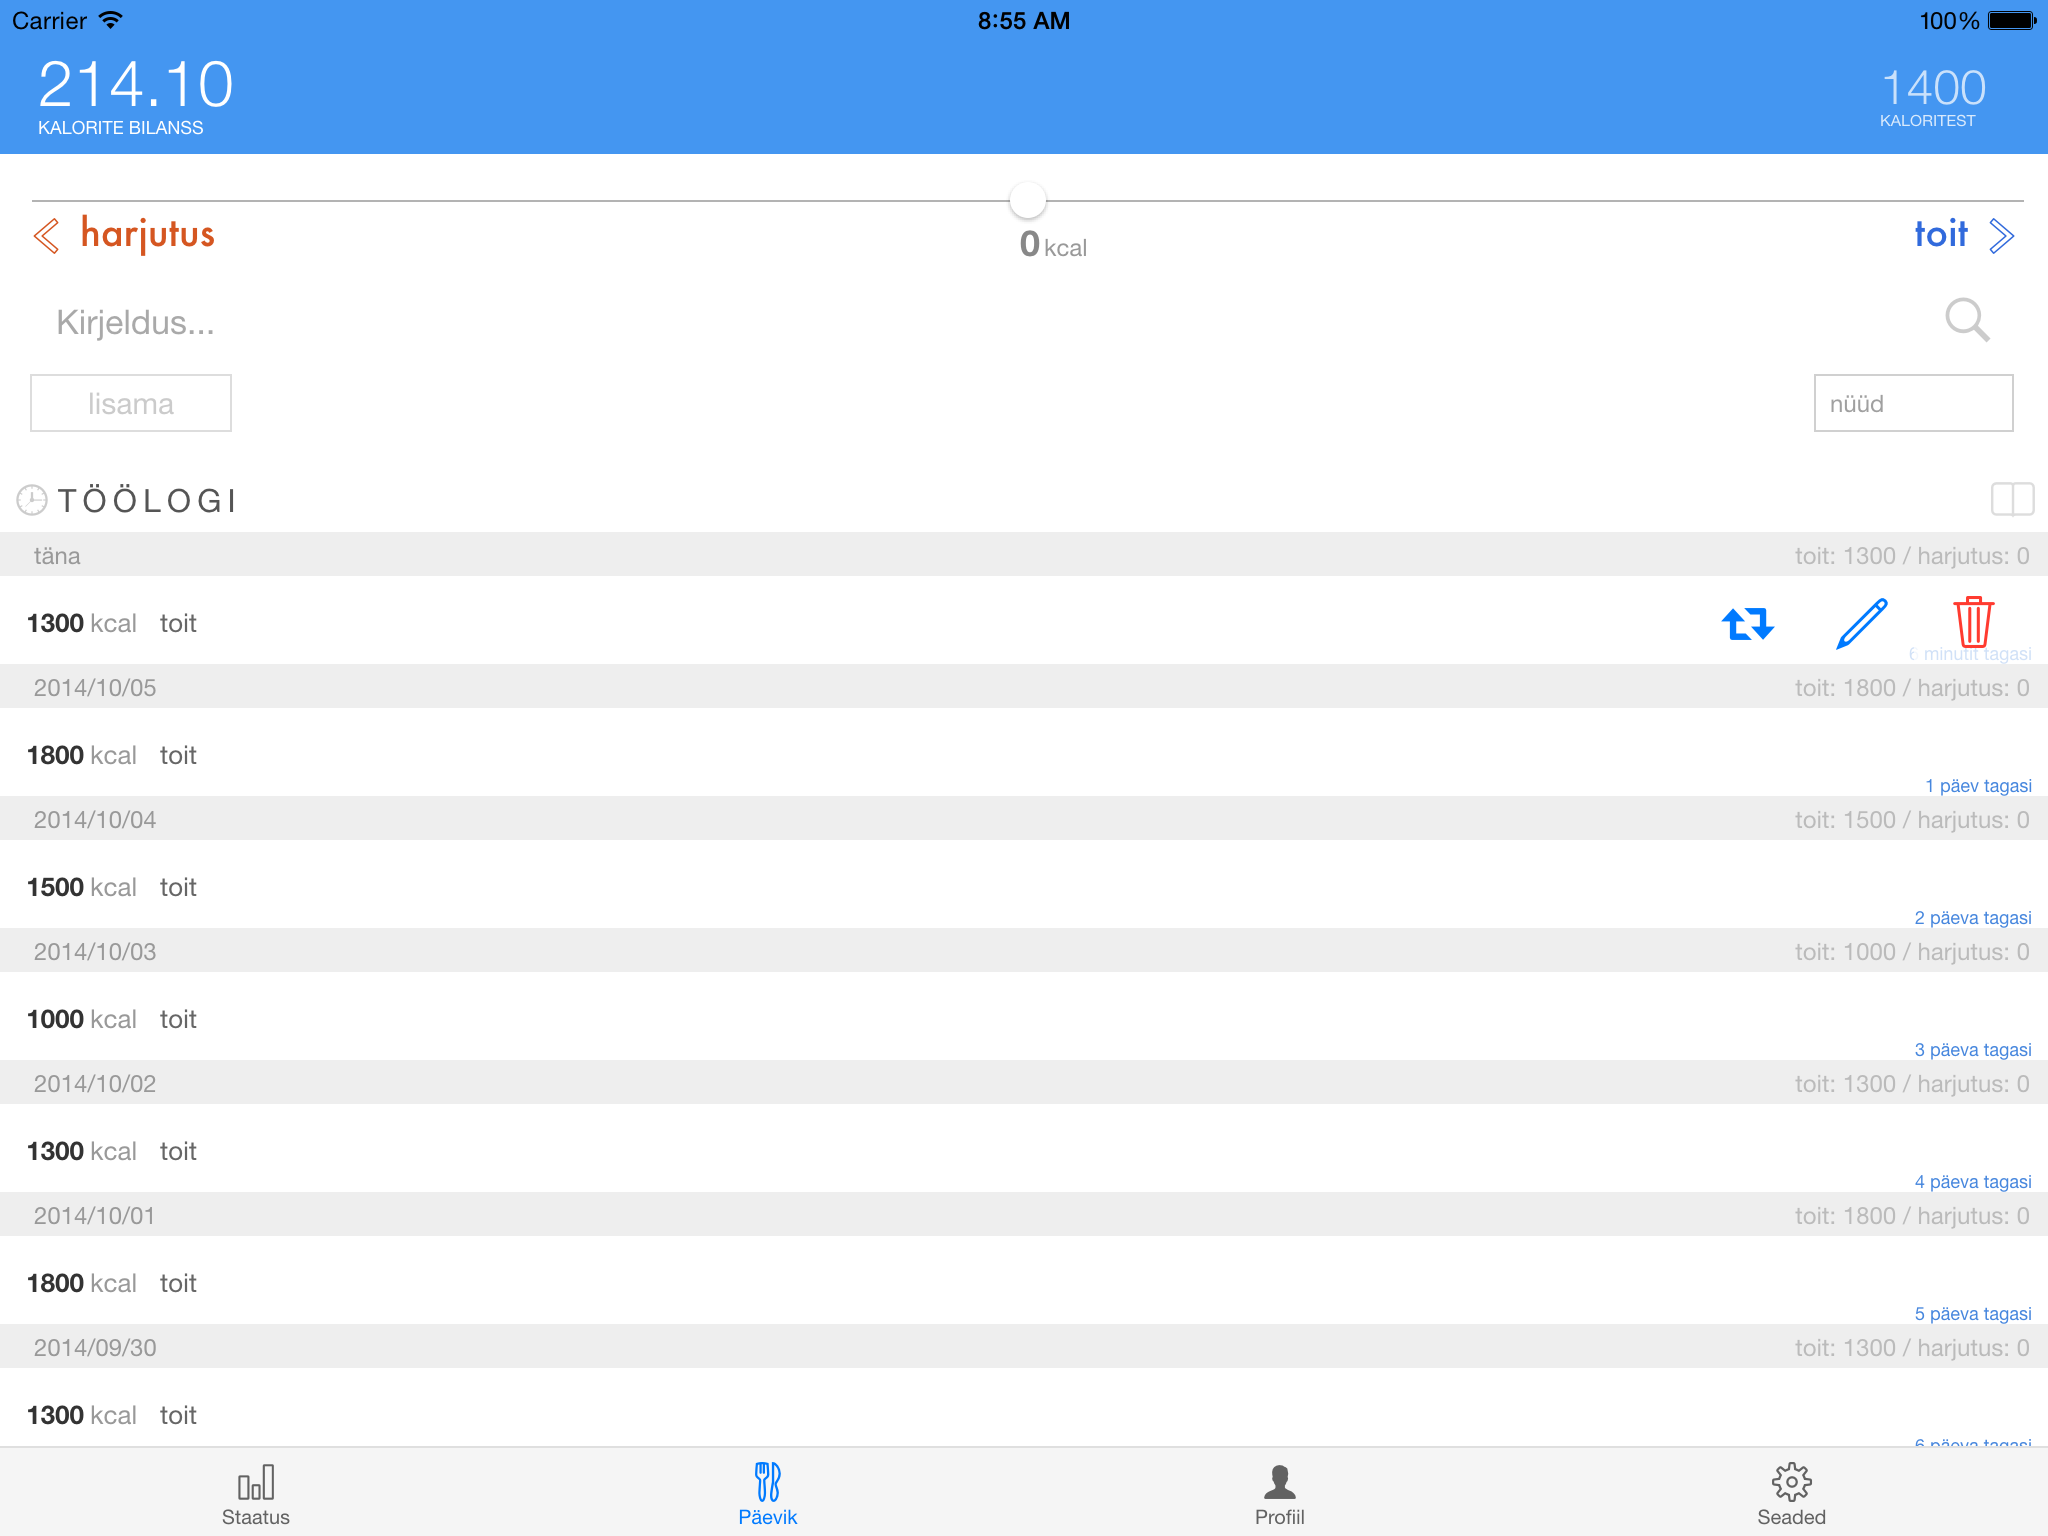 Carrier 8:55 AM 100%
214.10
KALORITE BILANSS
1400
KALORITEST
harjutus
0 kcal
toit
Kirjeldus...
lisama
nüüd
TÖÖLOGI
täna toit: 1300 / harjutus: 0
1300 kcal toit
6 minutit tagasi
2014/10/05 toit: 1800 / harjutus: 0
1800 kcal toit
1 päev tagasi
2014/10/04 toit: 1500 / harjutus: 0
1500 kcal toit
2 päeva tagasi
2014/10/03 toit: 1000 / harjutus: 0
1000 kcal toit
3 päeva tagasi
2014/10/02 toit: 1300 / harjutus: 0
1300 kcal toit
4 päeva tagasi
2014/10/01 toit: 1800 / harjutus: 0
1800 kcal toit
5 päeva tagasi
2014/09/30 toit: 1300 / harjutus: 0
1300 kcal toit
6 päeva tagasi
Staatus Päevik Profiil Seaded